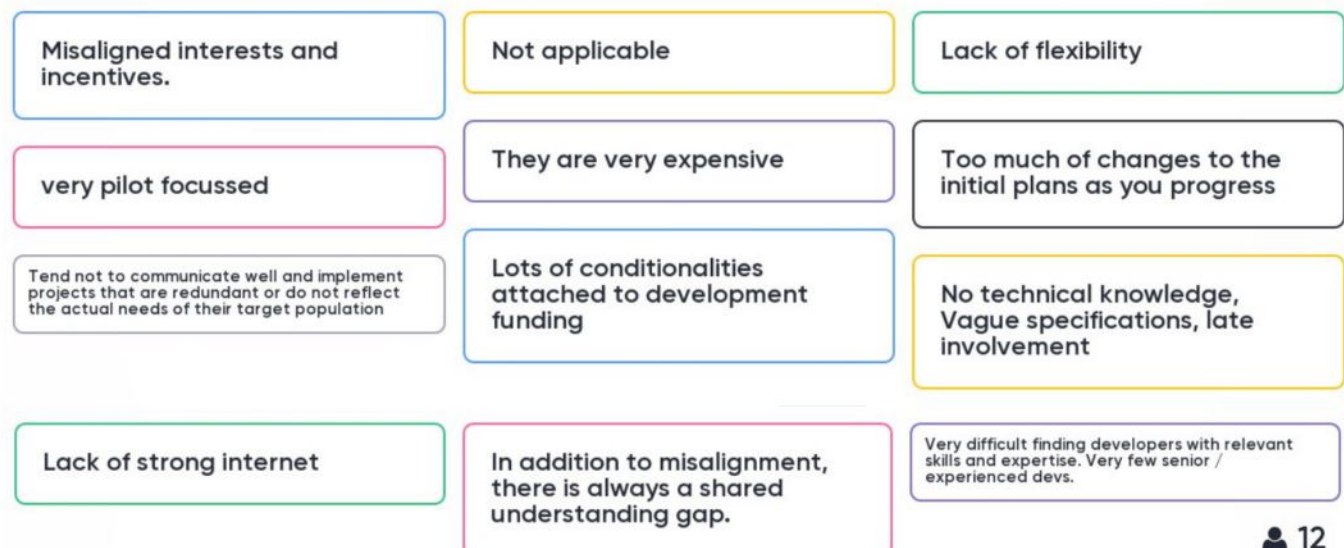 Misaligned interests and
incentives.
Not applicable
Lack of flexibility
very pilot focussed
They are very expensive
Too much of changes to the
initial plans as you progress
Tend not to communicate well and implement
projects that are redundant or do not reflect
the actual needs of their target population
Lots of conditionalities
attached to development
funding
No technical knowledge,
Vague specifications, late
involvement
Lack of strong internet
In addition to misalignment,
there is always a shared
understanding gap.
Very difficult finding developers with relevant
skills and expertise. Very few senior /
experienced devs.
12